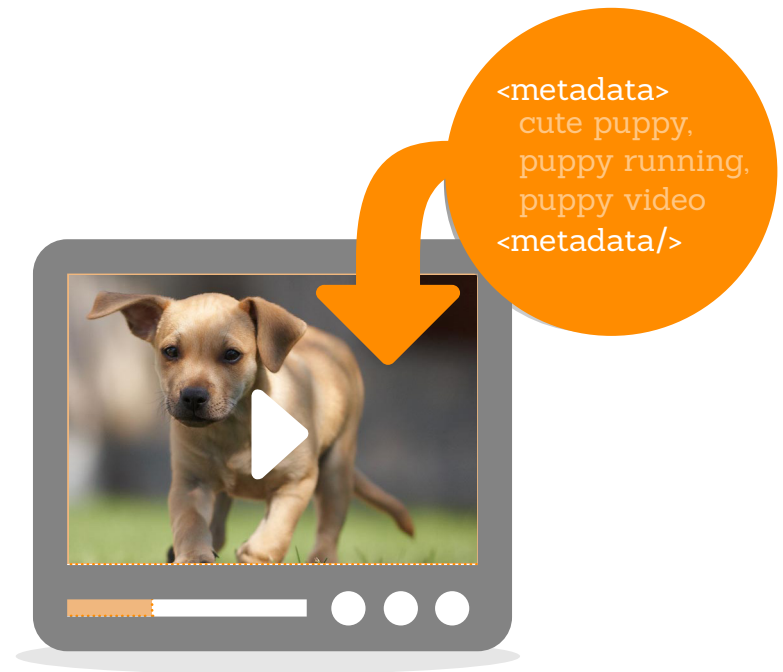 <metadata>
cute puppy,
puppy running,
puppy video
<metadata/>